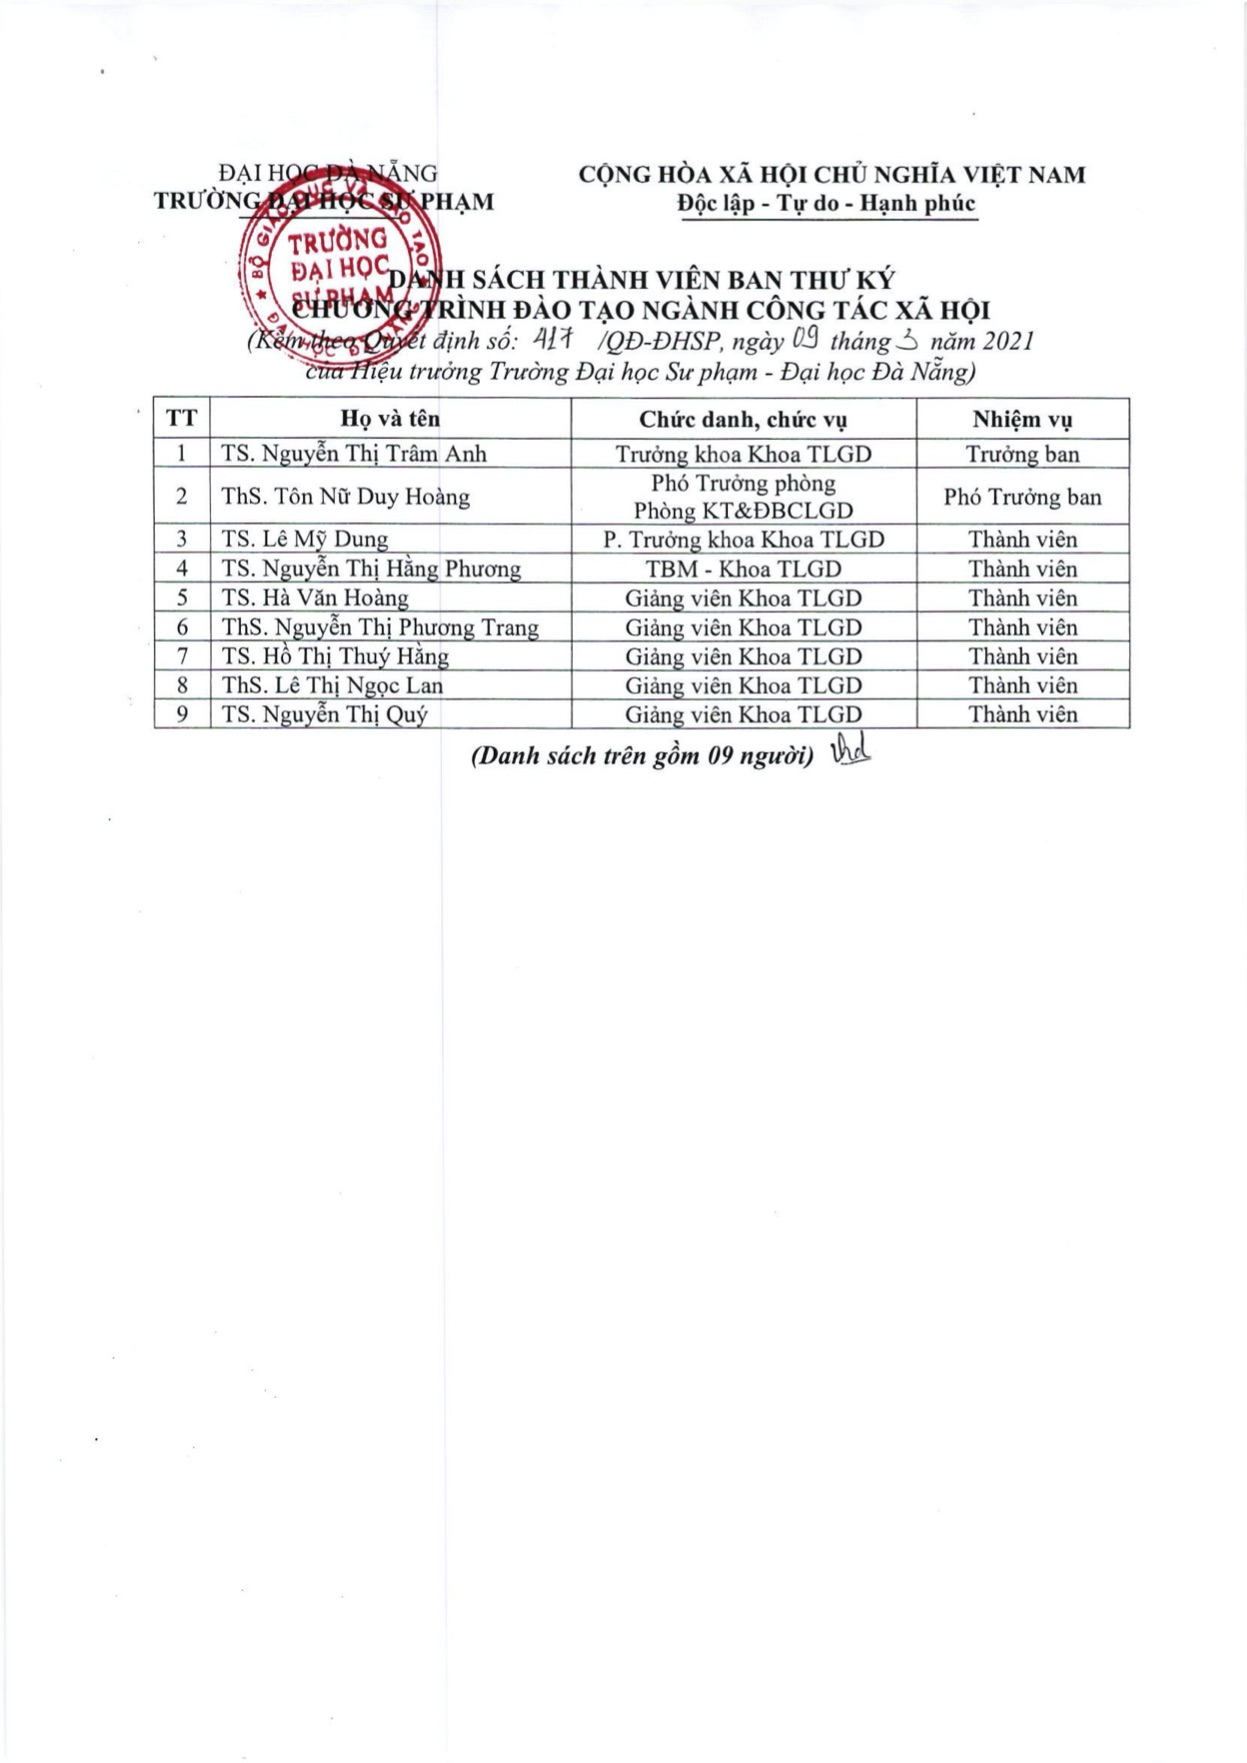 ĐẠI HỌC ĐÀ NẴNG
TRƯỜNG ĐẠI HỌC SƯ PHẠM
CỘNG HÒA XÃ HỘI CHỦ NGHĨA VIỆT NAM
Độc lập - Tự do - Hạnh phúc
BỘ GIÁO DỤC VÀ ĐÀO TẠO
TRƯỜNG
ĐẠI HỌC
SƯ PHẠM
ĐẠI HỌC ĐÀ NẴNG
DANH SÁCH THÀNH VIÊN BAN THƯ KÝ
CHƯƠNG TRÌNH ĐÀO TẠO NGÀNH CÔNG TÁC XÃ HỘI
(Kèm theo Quyết định số: 417 /QĐ-ĐHSP, ngày 09 tháng 3 năm 2021
của Hiệu trưởng Trường Đại học Sư phạm - Đại học Đà Nẵng)
TT Họ và tên Chức danh, chức vụ Nhiệm vụ
1 TS. Nguyễn Thị Trâm Anh Trưởng khoa Khoa TLGD Trưởng ban
2 ThS. Tôn Nữ Duy Hoàng Phó Trưởng phòng
Phòng KT&ĐBCLGD Phó Trưởng ban
3 TS. Lê Mỹ Dung P. Trưởng khoa Khoa TLGD Thành viên
4 TS. Nguyễn Thị Hằng Phương TBM - Khoa TLGD Thành viên
5 TS. Hà Văn Hoàng Giảng viên Khoa TLGD Thành viên
6 ThS. Nguyễn Thị Phương Trang Giảng viên Khoa TLGD Thành viên
7 TS. Hồ Thị Thuý Hằng Giảng viên Khoa TLGD Thành viên
8 ThS. Lê Thị Ngọc Lan Giảng viên Khoa TLGD Thành viên
9 TS. Nguyễn Thị Quý Giảng viên Khoa TLGD Thành viên
(Danh sách trên gồm 09 người)